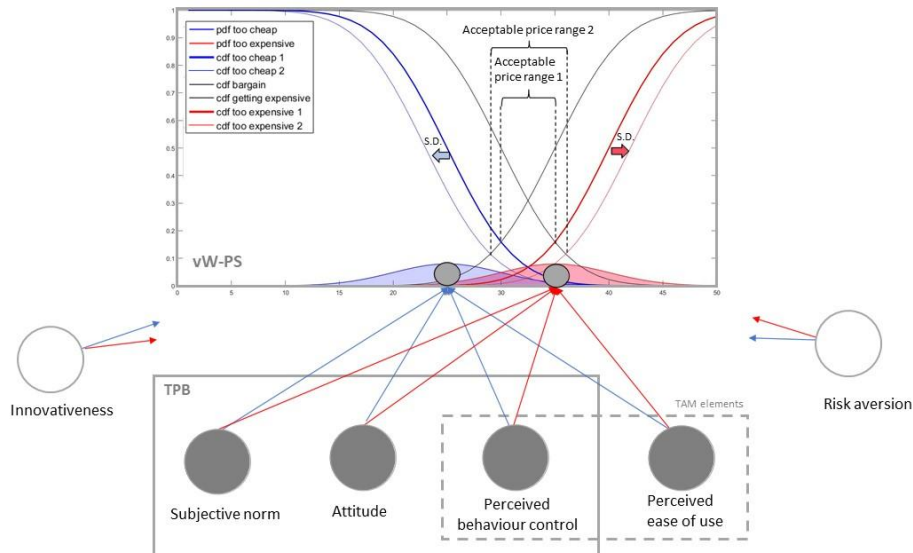 Acceptable price range 2
Acceptable
price range 1
pdf too cheap
pdf too expensive
cdf too cheap 1
cdf too cheap 2
cdf bargain
cdf getting expensive
cdf too expensive 1
cdf too expensive 2
1
0.9
0.8
0.7
0.6
0.5
0.4
0.3
0.2
0.1
0
S.D.
S.D.
vW-PS
0 5 10 15 20 25 30 35 40 45 50
Innovativeness
Risk aversion
TPB
TAM elements
Subjective norm
Attitude
Perceived
behaviour control
Perceived
ease of use